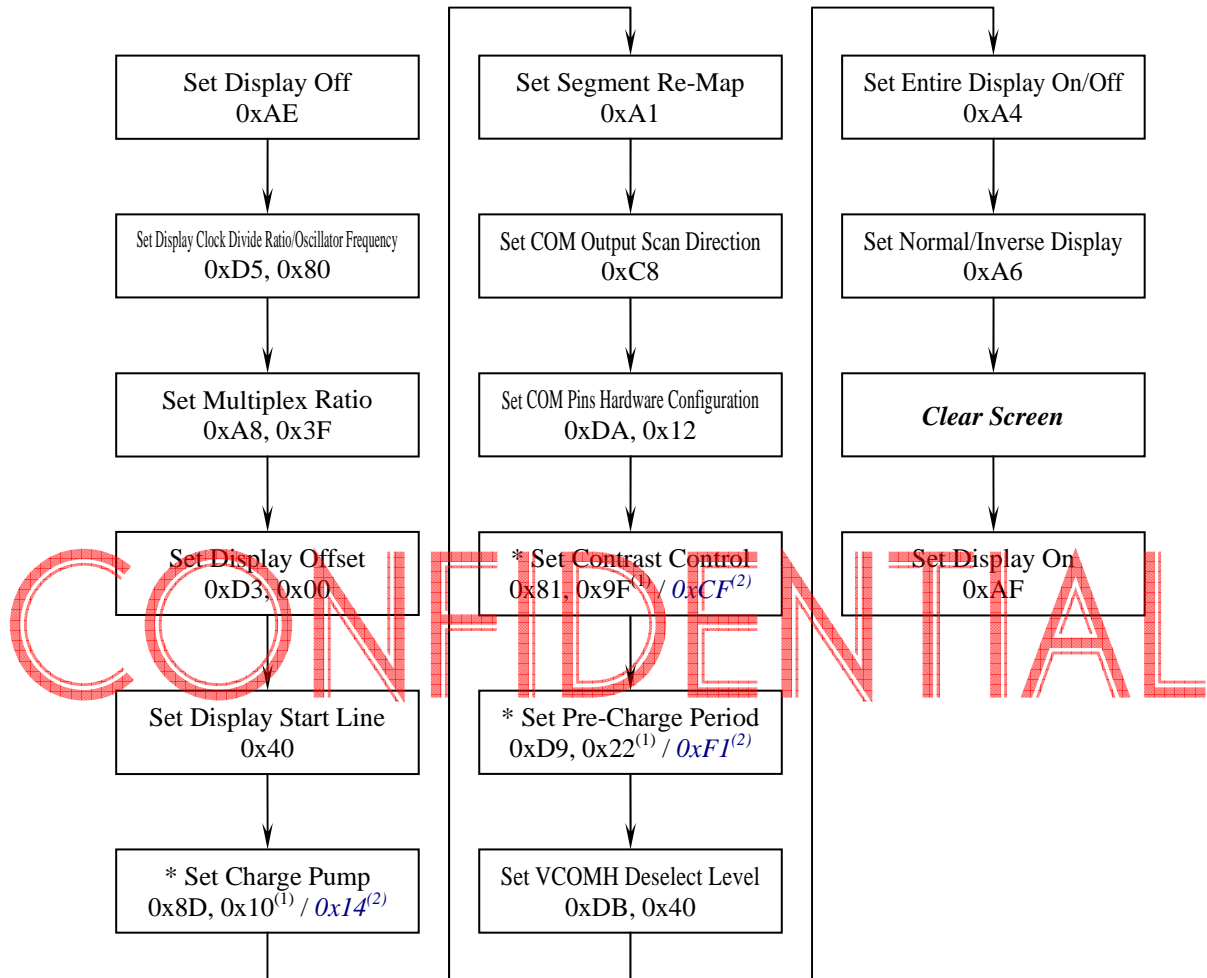 Set Display Off
0xAE
Set Display Clock Divide Ratio/Oscillator Frequency
0xD5, 0x80
Set Multiplex Ratio
0xA8, 0x3F
Set Display Offset
0xD3, 0x00
Set Display Start Line
0x40
* Set Charge Pump
0x8D, 0x10(1) / 0x14(2)
Set Segment Re-Map
0xA1
Set COM Output Scan Direction
0xC8
Set COM Pins Hardware Configuration
0xDA, 0x12
* Set Contrast Control
0x81, 0x9F(1) / 0xCF(2)
* Set Pre-Charge Period
0xD9, 0x22(1) / 0xF1(2)
Set VCOMH Deselect Level
0xDB, 0x40
Set Entire Display On/Off
0xA4
Set Normal/Inverse Display
0xA6
Clear Screen
Set Display On
0xAF
CONFIDENTIAL